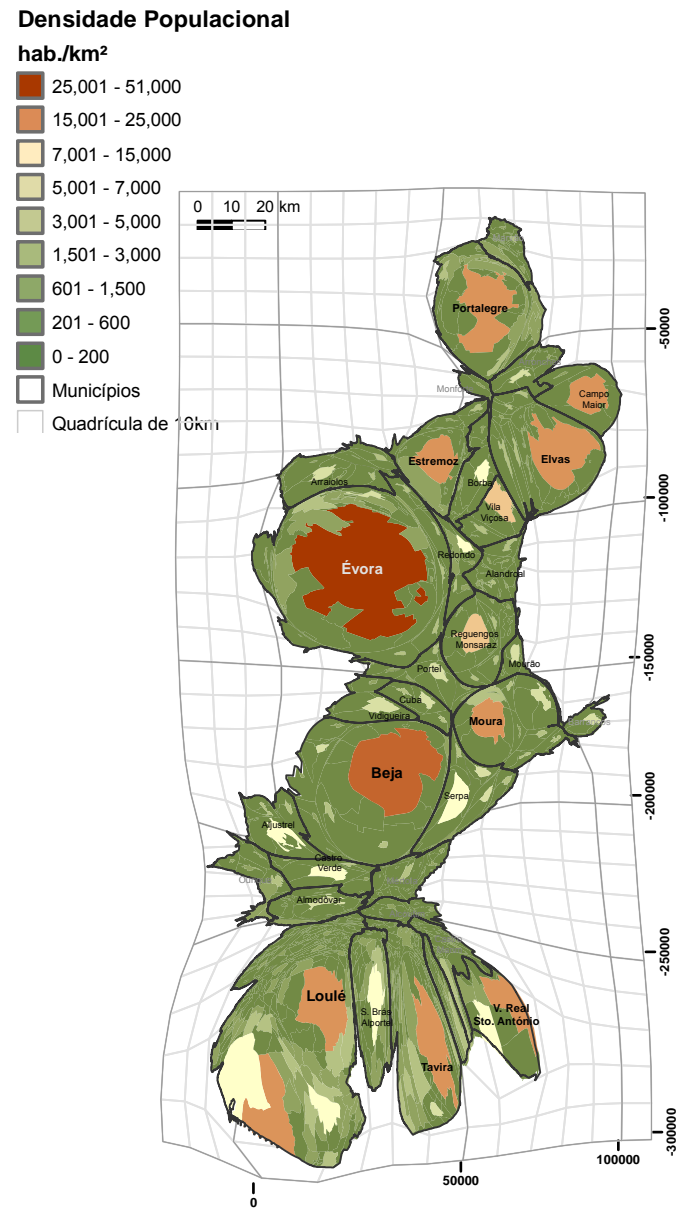 Densidade Populacional
hab./km²
25,001 - 51,000
15,001 - 25,000
7,001 - 15,000
5,001 - 7,000
3,001 - 5,000
1,501 - 3,000
601 - 1,500
201 - 600
0 - 200
Municípios
Quadrícula de 10km
0 10 20 km
Portalegre
-50000
Monfo
Campo
Maior
Estremoz
Elvas
Arraiolos
Borba
-100000
Vila
Viçosa
Redondo
Évora
Alandroal
Reguengos
Monsaraz
-150000
Portel
Mourão
Cuba
Vidigueira
Moura
Barrancos
Beja
Serpa
-200000
Aljustrel
Castro
Verde
Almodôvar
-250000
Loulé
S. Brás
Alportel
V. Real
Sto. António
Tavira
-300000
100000
50000
0